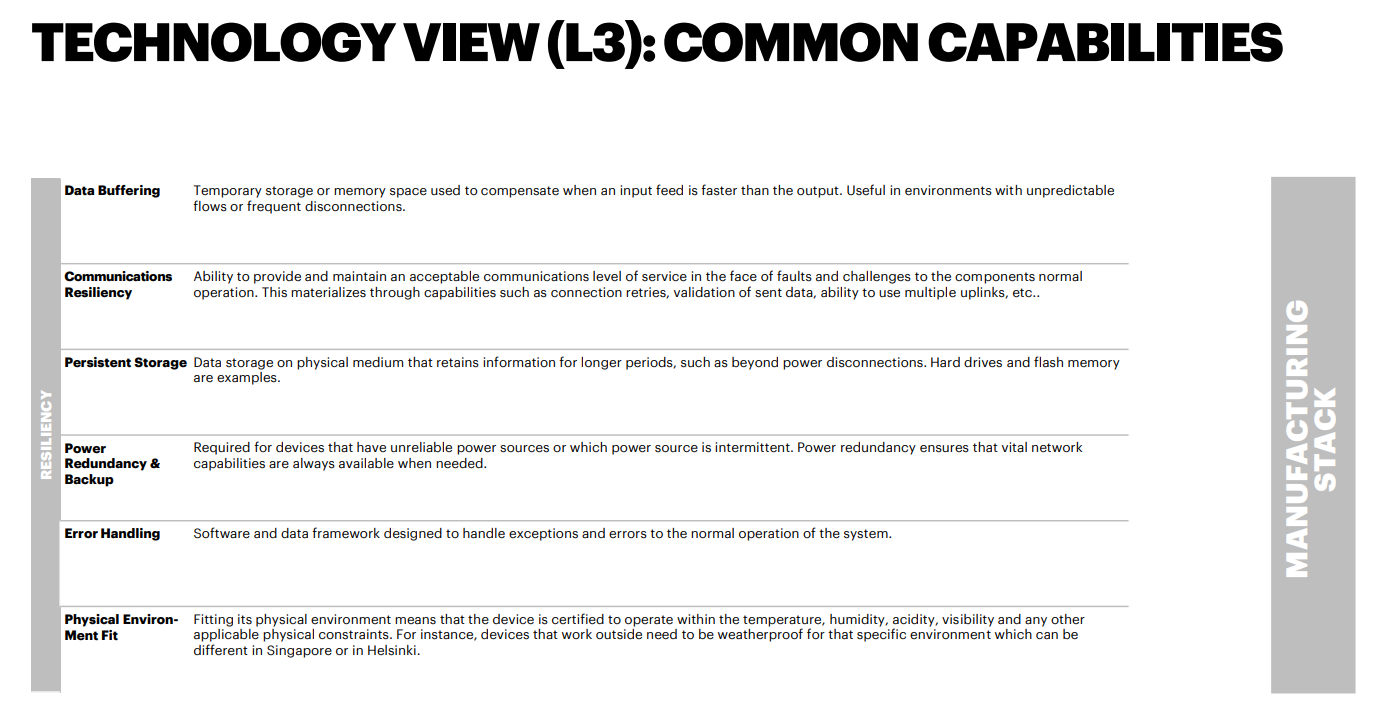 TECHNOLOGY VIEW (L3): COMMON CAPABILITIES
RESILIENCY
Data Buffering
Temporary storage or memory space used to compensate when an input feed is faster than the output. Useful in environments with unpredictable
flows or frequent disconnections.
Communications
Resiliency
Ability to provide and maintain an acceptable communications level of service in the face of faults and challenges to the components normal
operation. This materializes through capabilities such as connection retries, validation of sent data, ability to use multiple uplinks, etc..
Persistent Storage
Data storage on physical medium that retains information for longer periods, such as beyond power disconnections. Hard drives and flash memory
are examples.
Power
Redundancy &
Backup
Required for devices that have unreliable power sources or which power source is intermittent. Power redundancy ensures that vital network
capabilities are always available when needed.
Error Handling
Software and data framework designed to handle exceptions and errors to the normal operation of the system.
Physical Environ-
Ment Fit
Fitting its physical environment means that the device is certified to operate within the temperature, humidity, acidity, visibility and any other
applicable physical constraints. For instance, devices that work outside need to be weatherproof for that specific environment which can be
different in Singapore or in Helsinki.
MANUFACTURING
STACK